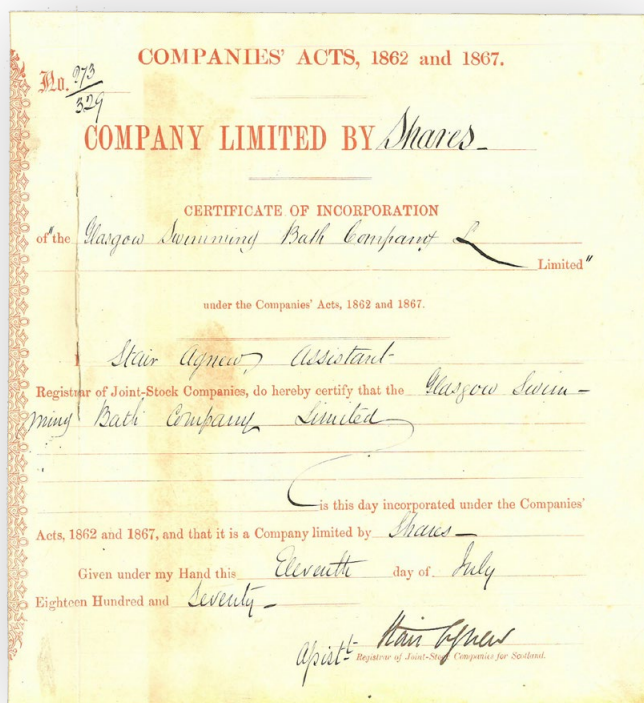 COMPANIES' ACTS, 1862 and 1867.
No. 973/329
COMPANY LIMITED BY Shares
CERTIFICATE OF INCORPORATION
of "the Glasgow Swimming Bath Company
Limited"
under the Companies' Acts, 1862 and 1867.
I Stair Agnew, Assistant
Registrar of Joint-Stock Companies, do hereby certify that the Glasgow Swim-
ming Bath Company Limited
is this day incorporated under the Companies'
Acts, 1862 and 1867, and that it is a Company limited by Shares
Given under my Hand this Eleventh day of July
Eighteen Hundred and Seventy
Stair Agnew
Assistt Registrar of Joint-Stock Companies for Scotland.